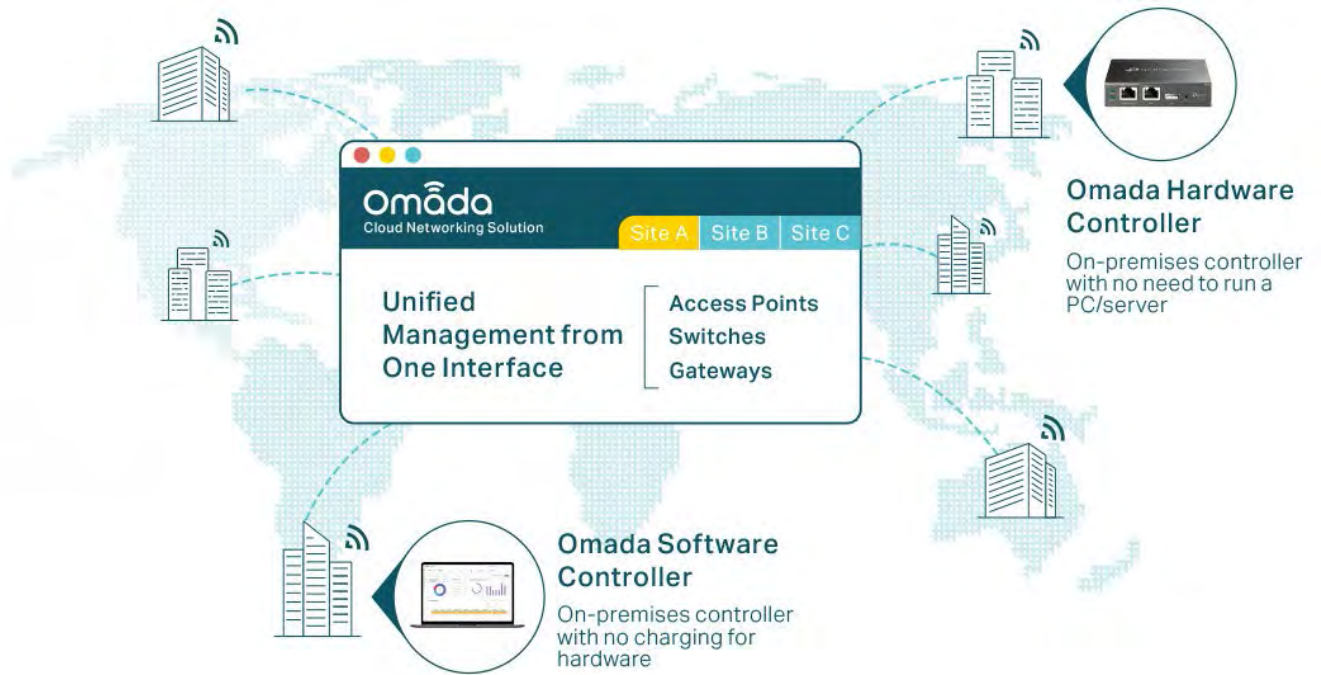 Omada
Cloud Networking Solution
Site A
Site B
Site C
Unified
Management from
One Interface
Access Points
Switches
Gateways
Omada Hardware
Controller
On-premises controller
with no need to run a
PC/server
Omada Software
Controller
On-premises controller
with no charging for
hardware